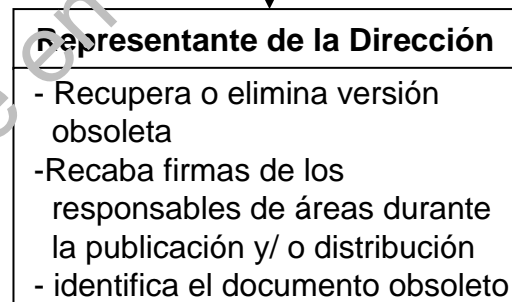 Representante de la Dirección
- Recupera o elimina versión
obsoleta
-Recaba firmas de los
responsables de áreas durante
la publicación y/ o distribución
- identifica el documento obsoleto